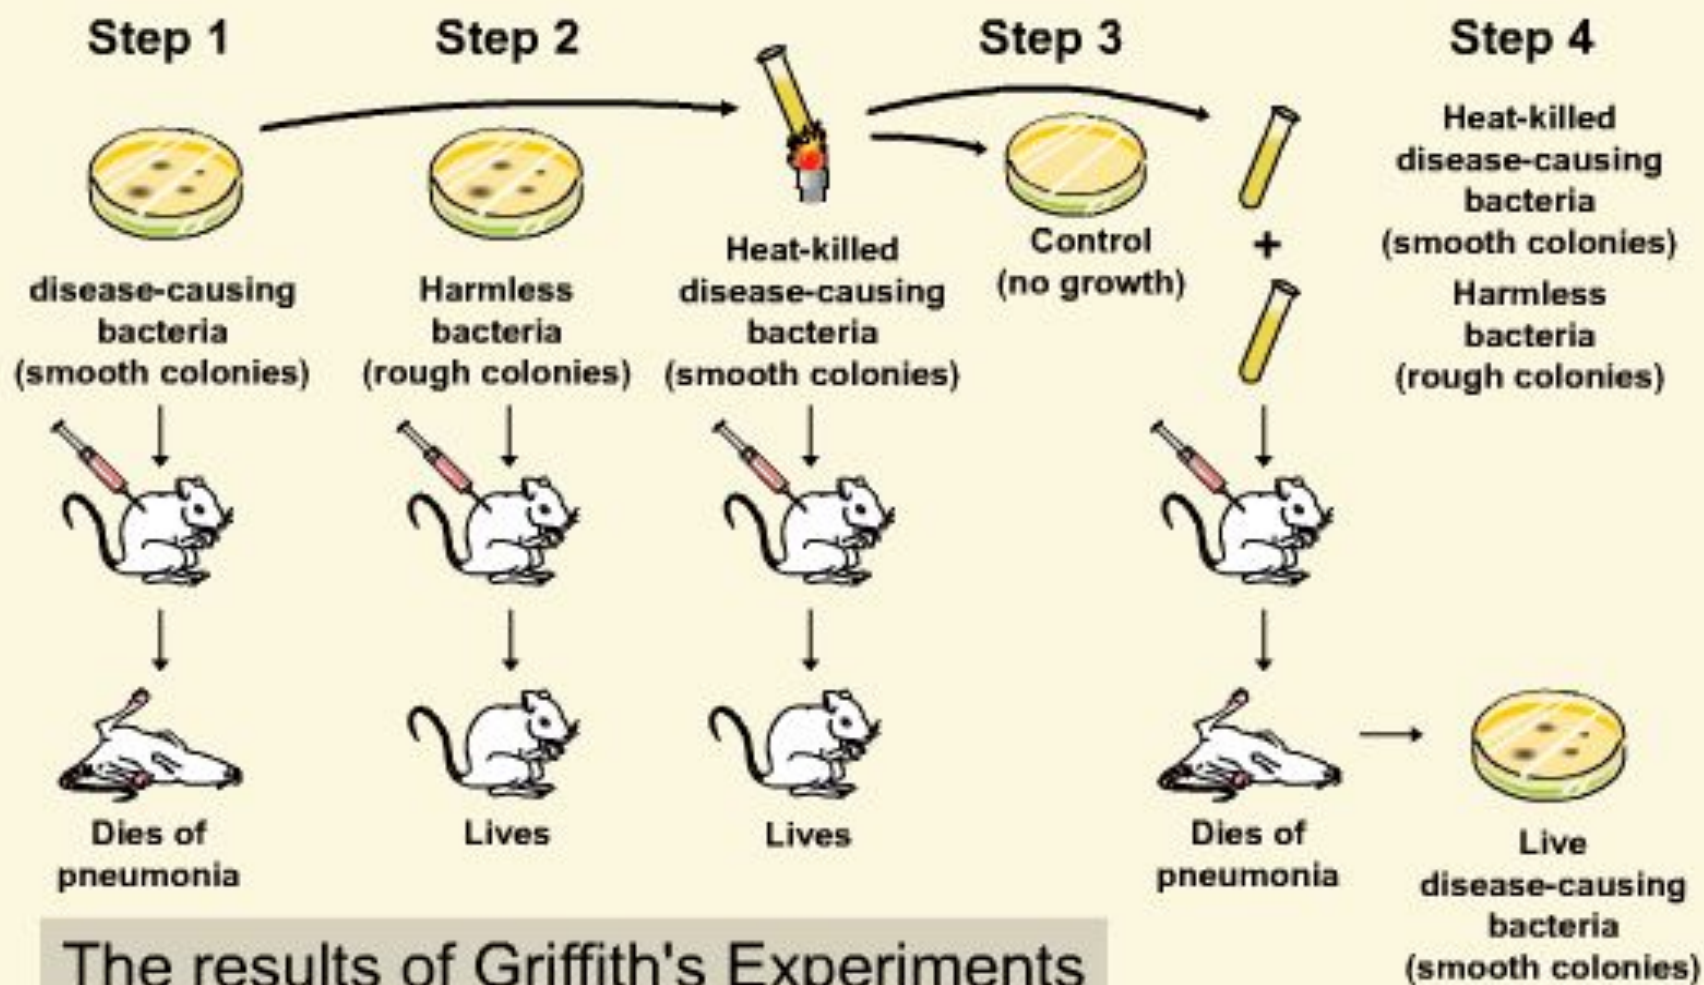 Step 1
Step 2
Step 3
Step 4
disease-causing
bacteria
(smooth colonies)
Harmless
bacteria
(rough colonies)
Heat-killed
disease-causing
bacteria
(smooth colonies)
Control
(no growth)
+
Heat-killed
disease-causing
bacteria
(smooth colonies)
Harmless
bacteria
(rough colonies)
Dies of
pneumonia
Lives
Lives
Dies of
pneumonia
Live
disease-causing
bacteria
(smooth colonies)
The results of Griffith's Experiments